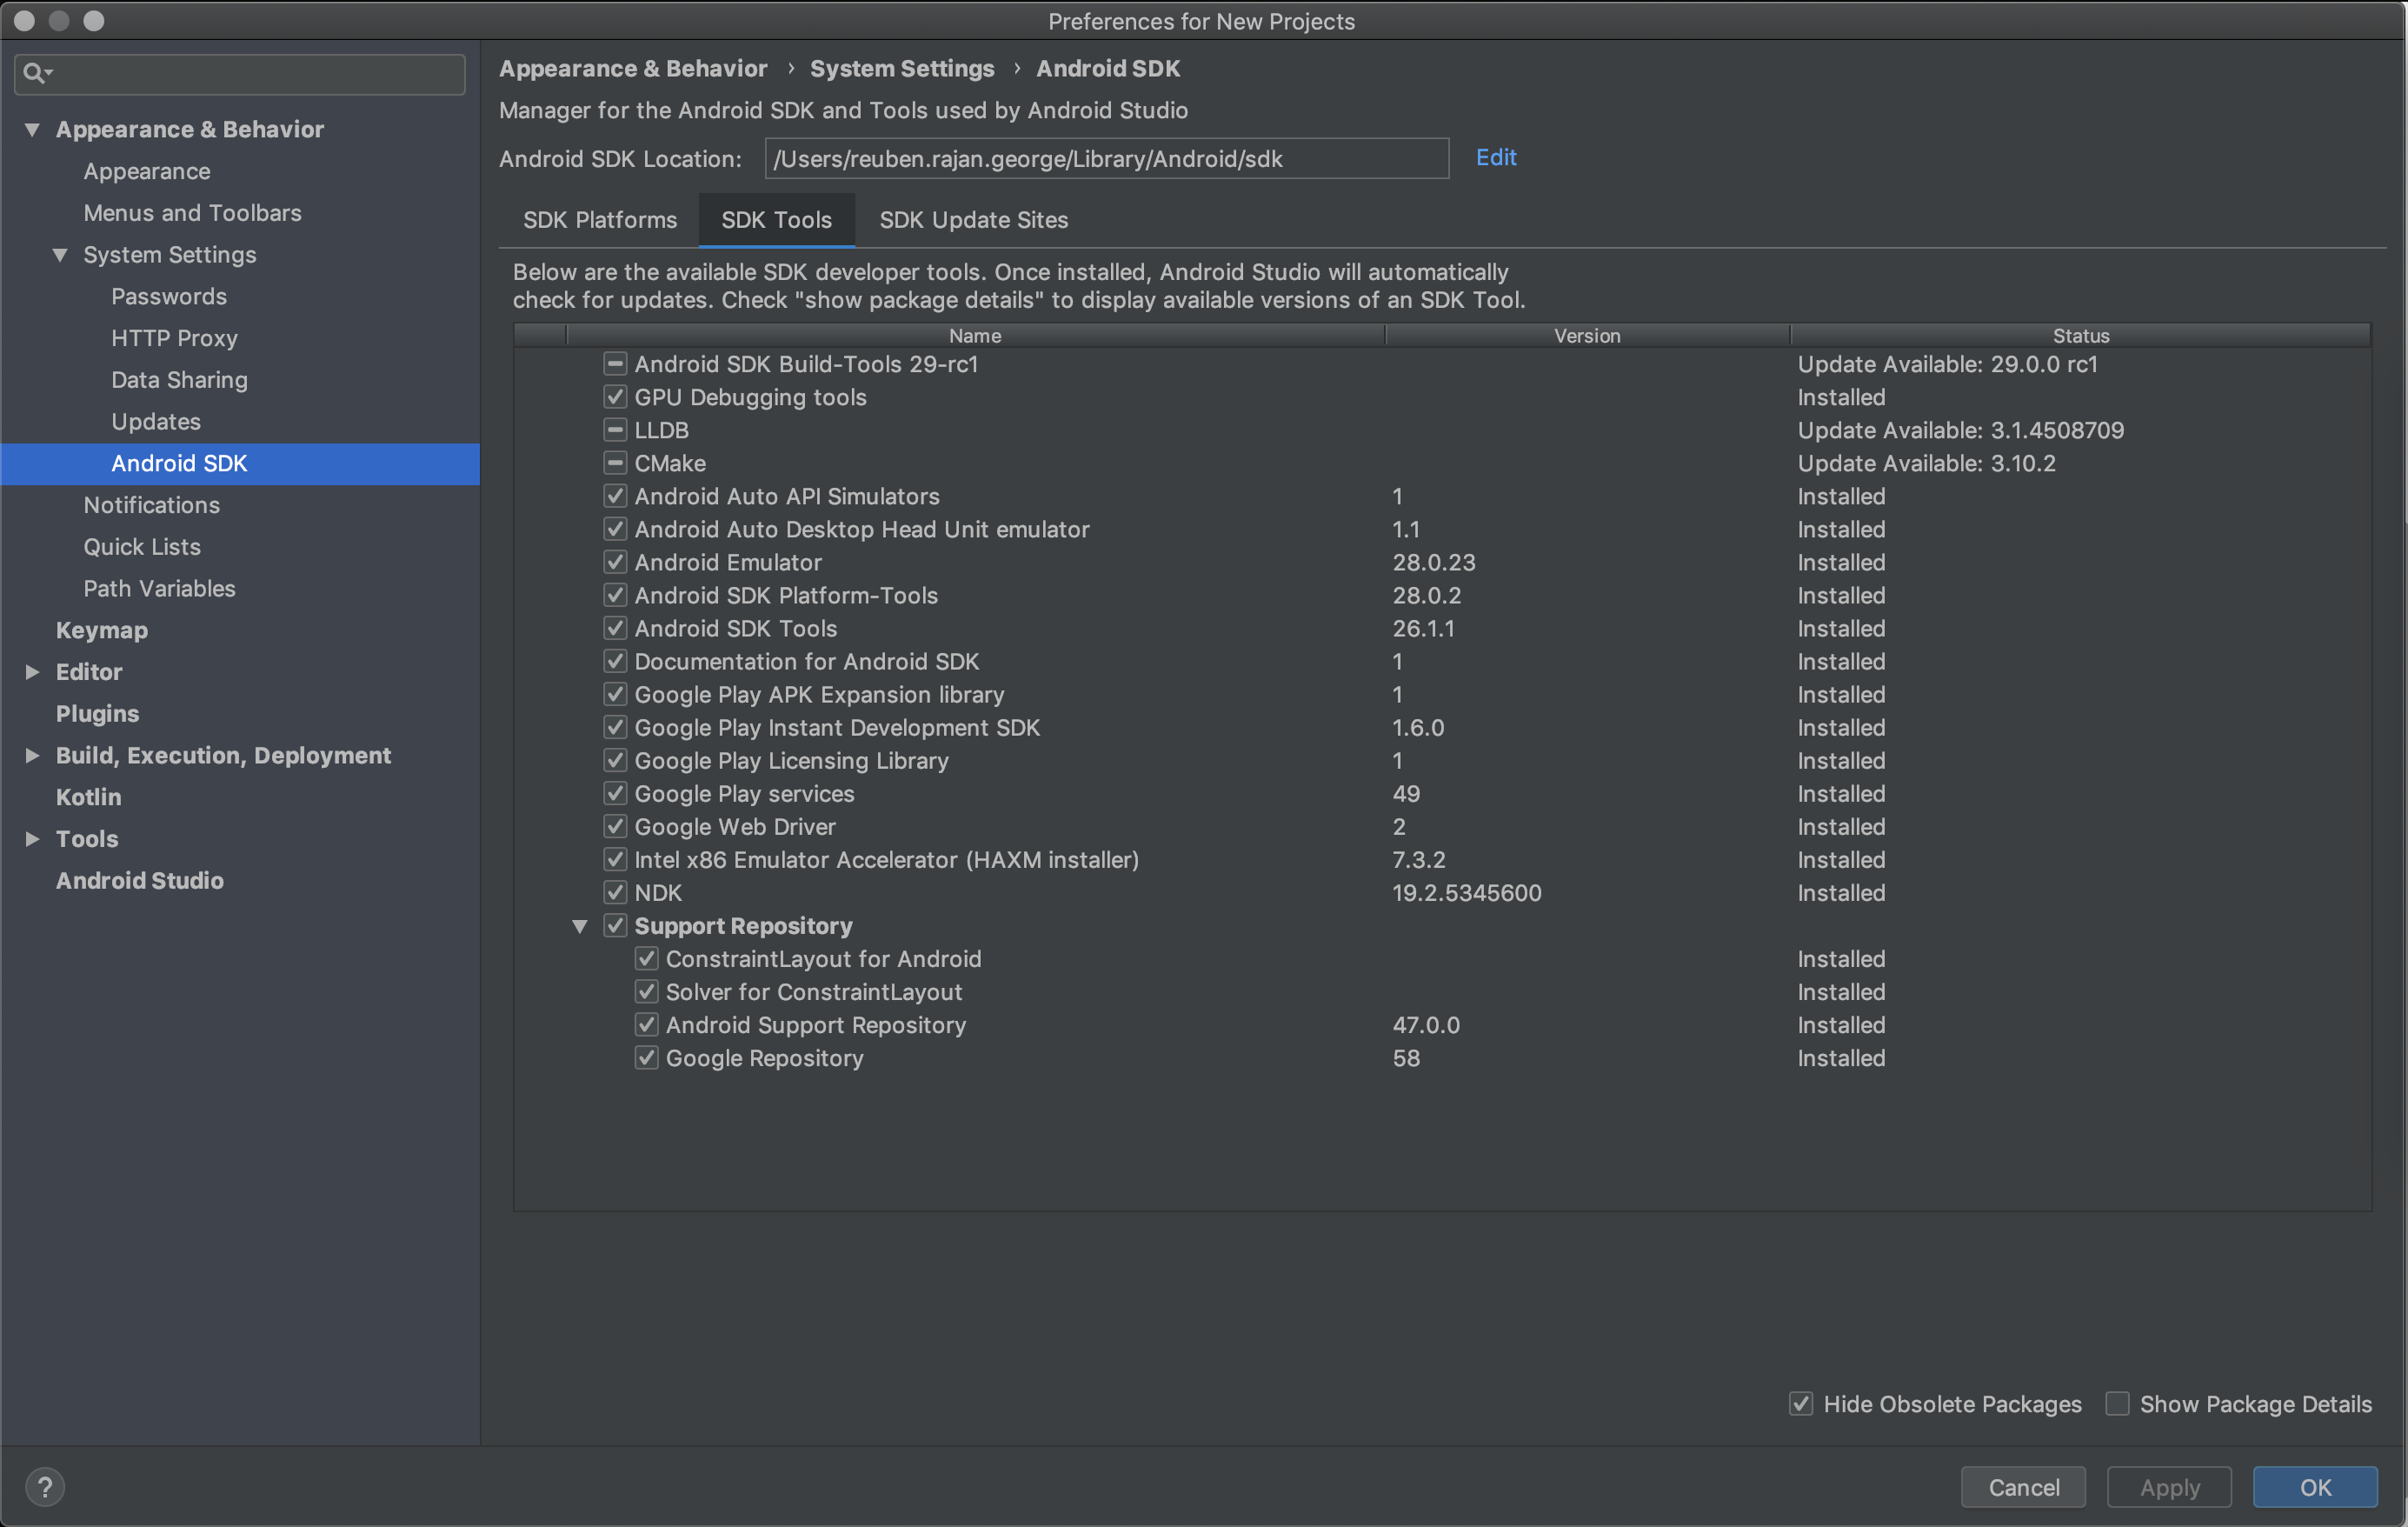 Preferences for New Projects
Appearance & Behavior
Appearance
Menus and Toolbars
System Settings
Passwords
HTTP Proxy
Data Sharing
Updates
Android SDK
Notifications
Quick Lists
Path Variables
Keymap
Editor
Plugins
Build, Execution, Deployment
Kotlin
Tools
Android Studio
Appearance & Behavior › System Settings › Android SDK
Manager for the Android SDK and Tools used by Android Studio
Android SDK Location: /Users/reuben.rajan.george/Library/Android/sdk Edit
SDK Platforms SDK Tools SDK Update Sites
Below are the available SDK developer tools. Once installed, Android Studio will automatically
check for updates. Check "show package details" to display available versions of an SDK Tool.
Name Version Status
Android SDK Build-Tools 29-rc1 Update Available: 29.0.0 rc1
GPU Debugging tools Installed
LLDB Update Available: 3.1.4508709
CMake Update Available: 3.10.2
Android Auto API Simulators 1 Installed
Android Auto Desktop Head Unit emulator 1.1 Installed
Android Emulator 28.0.23 Installed
Android SDK Platform-Tools 28.0.2 Installed
Android SDK Tools 26.1.1 Installed
Documentation for Android SDK 1 Installed
Google Play APK Expansion library 1 Installed
Google Play Instant Development SDK 1.6.0 Installed
Google Play Licensing Library 1 Installed
Google Play services 49 Installed
Google Web Driver 2 Installed
Intel x86 Emulator Accelerator (HAXM installer) 7.3.2 Installed
NDK 19.2.5345600 Installed
Support Repository
ConstraintLayout for Android Installed
Solver for ConstraintLayout Installed
Android Support Repository 47.0.0 Installed
Google Repository 58 Installed
Hide Obsolete Packages Show Package Details
? Cancel Apply OK